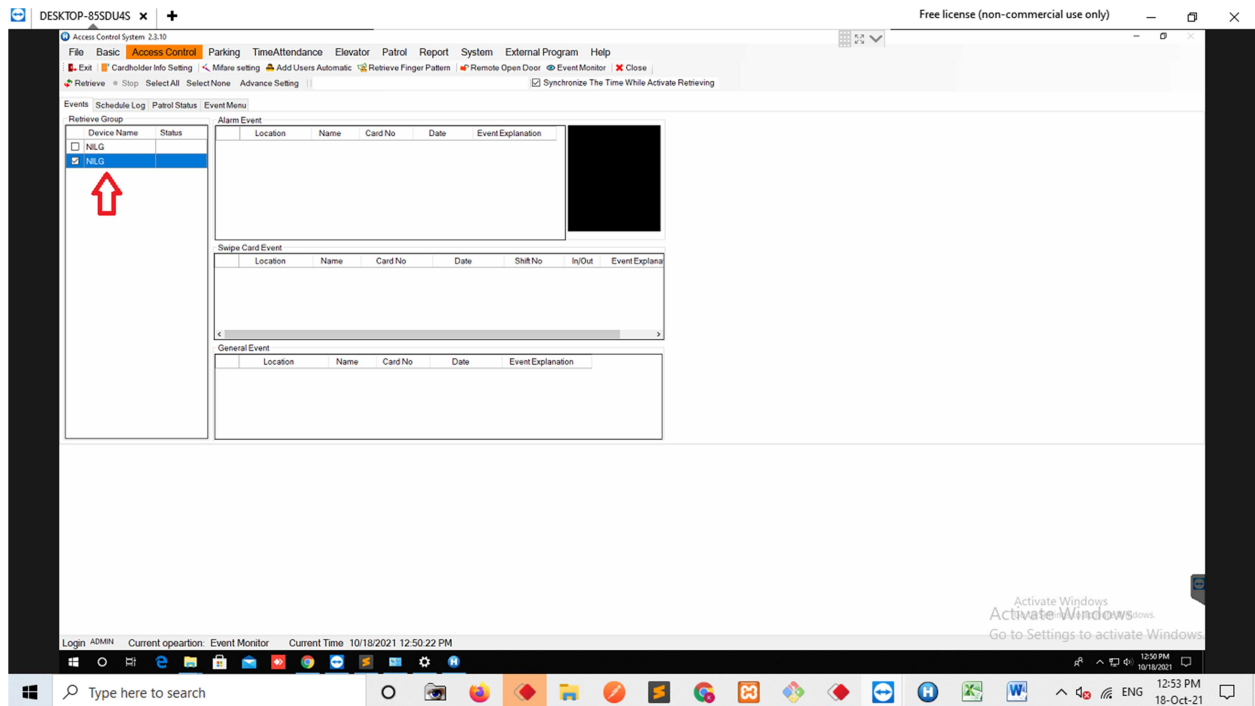 DESKTOP-85SDU4S
Free license (non-commercial use only)
Access Control System 2.3.10
File Basic Access Control Parking TimeAttendance Elevator Patrol Report System External Program Help
Exit Cardholder Info Setting Mifare setting Add Users Automatic Retrieve Finger Pattern Remote Open Door Event Monitor Close
Retrieve Stop Select All Select None Advance Setting Synchronize The Time While Activate Retrieving
Events Schedule Log Patrol Status Event Menu
Retrieve Group
Device Name Status
NILG
NILG
Alarm Event
Location Name Card No Date Event Explanation
Swipe Card Event
Location Name Card No Date Shift No In/Out Event Explana
General Event
Location Name Card No Date Event Explanation
Activate Windows
Activate Windows
Go to Settings to activate Windows.
Login ADMIN Current opeartion: Event Monitor Current Time 10/18/2021 12:50:22 PM
12:50 PM
10/18/2021
Type here to search
ENG
12:53 PM
18-Oct-21